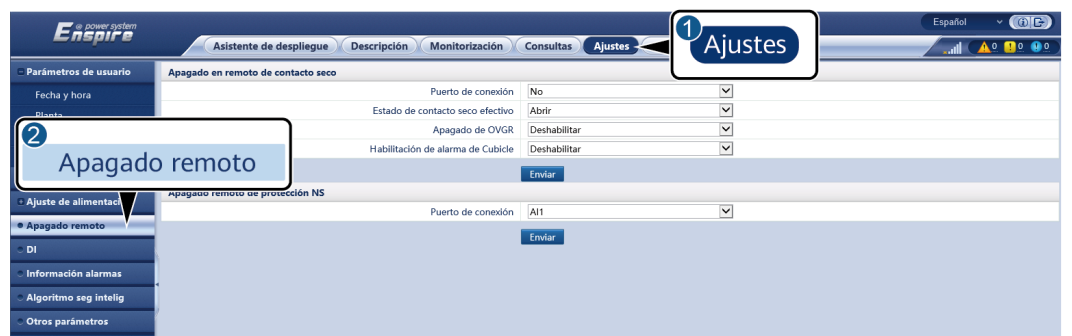 e power system
Enspire
Español
Asistente de despliegue Descripción Monitorización Consultas Ajustes
1 Ajustes
0 0 0
Parámetros de usuario
Fecha y hora
Planta
2 Apagado remoto
Ajuste de alimentaci
Apagado remoto
DI
Información alarmas
Algoritmo seg intelig
Otros parámetros
Apagado en remoto de contacto seco
Puerto de conexión No
Estado de contacto seco efectivo Abrir
Apagado de OVGR Deshabilitar
Habilitación de alarma de Cubicle Deshabilitar
Enviar
Apagado remoto de protección NS
Puerto de conexión AI1
Enviar